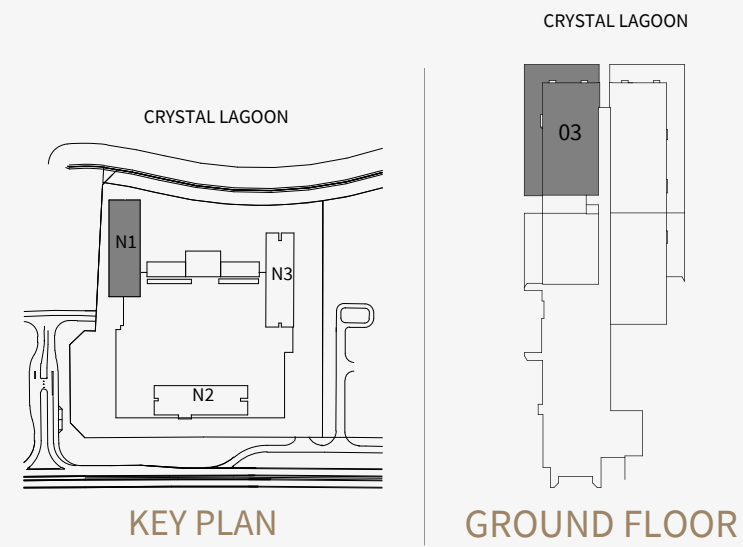 CRYSTAL LAGOON
N1
N3
N2
KEY PLAN
CRYSTAL LAGOON
03
GROUND FLOOR